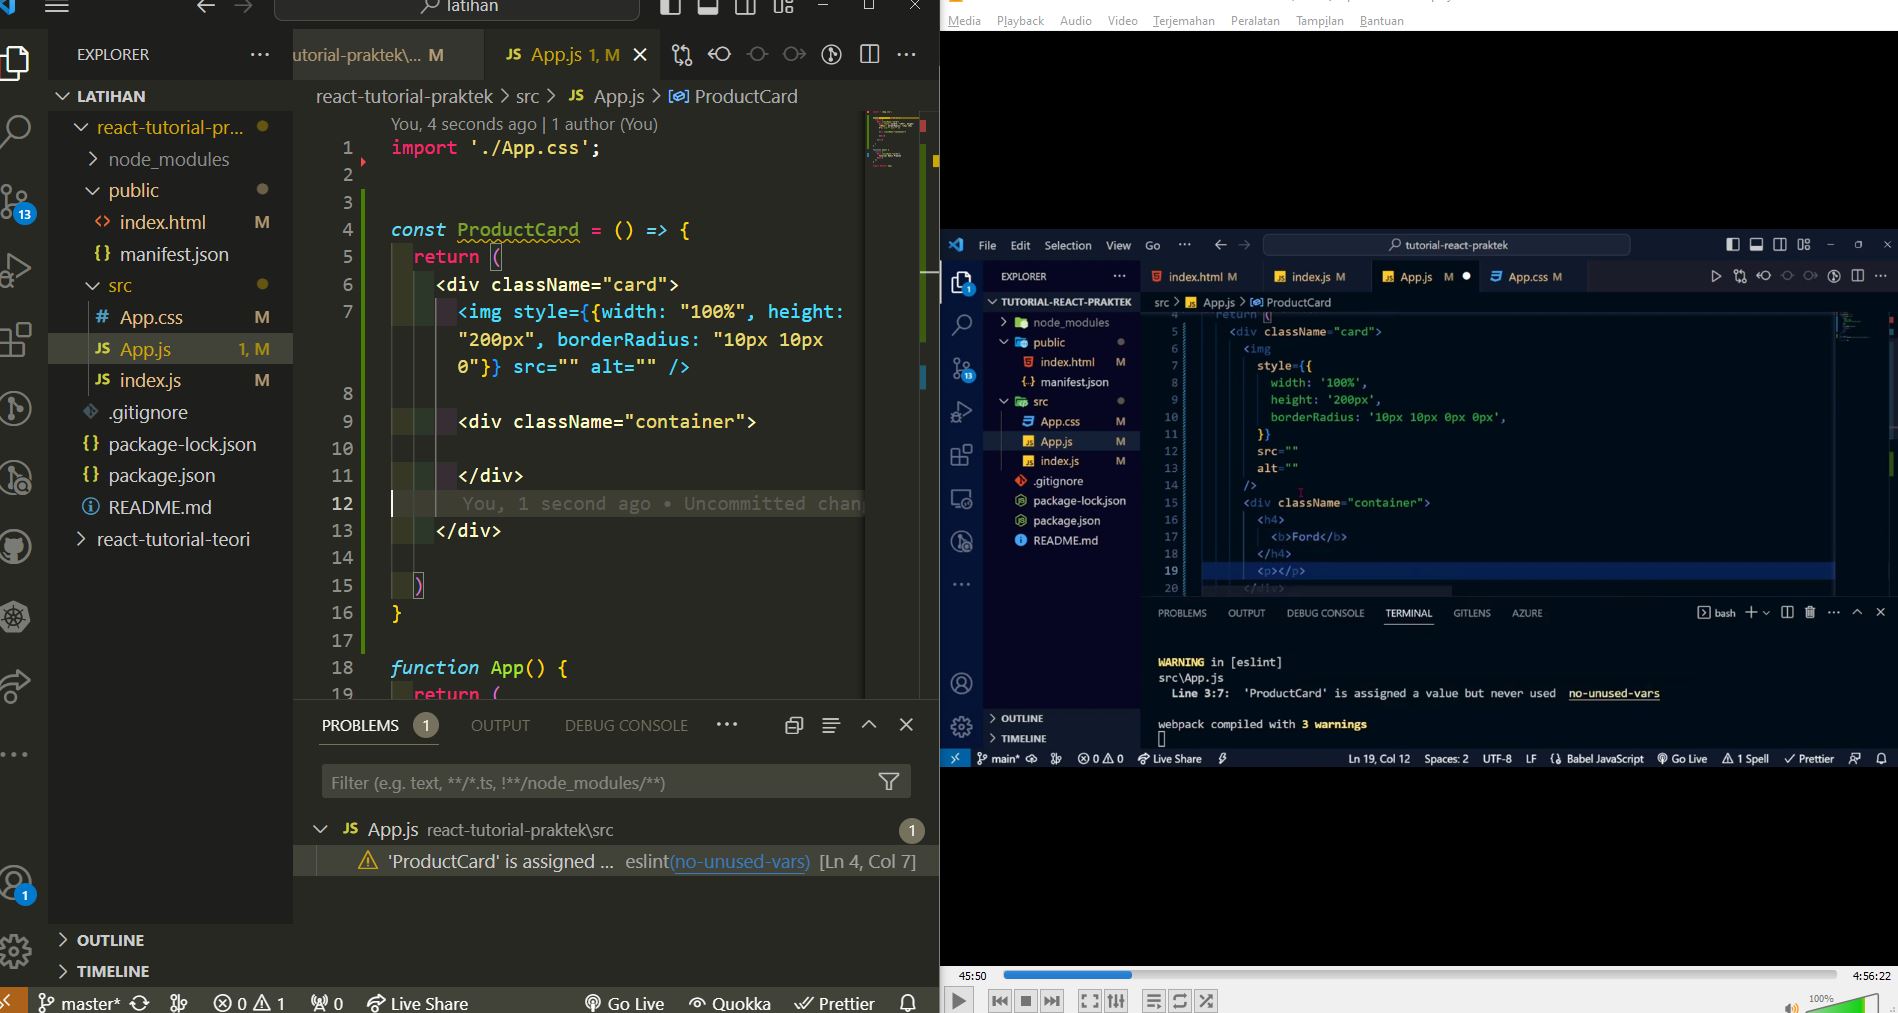 latihan
EXPLORER
utorial-praktek\... M
JS App.js 1, M
LATIHAN
react-tutorial-pr...
node_modules
public
index.html M
manifest.json
src
App.css M
JS App.js 1, M
JS index.js M
.gitignore
package-lock.json
package.json
README.md
react-tutorial-teori
OUTLINE
TIMELINE
13
1
react-tutorial-praktek > src > JS App.js > ProductCard
You, 4 seconds ago | 1 author (You)
1 import './App.css';
2
3
4 const ProductCard = () => {
5 return (
6 <div className="card">
7 <img style={{width: "100%", height:
"200px", borderRadius: "10px 10px
0"}} src="" alt="" />
8
9 <div className="container">
10
11 </div>
12 You, 1 second ago • Uncommitted chan
13 </div>
14
15 )
16 }
17
18 function App() {
19 return (
PROBLEMS 1 OUTPUT DEBUG CONSOLE
Filter (e.g. text, **/*.ts, !**/node_modules/**)
JS App.js react-tutorial-praktek\src 1
'ProductCard' is assigned ... eslint(no-unused-vars) [Ln 4, Col 7]
master* 0 1 0 Live Share Go Live Quokka Prettier
Media Playback Audio Video Terjemahan Peralatan Tampilan Bantuan
File Edit Selection View Go ... tutorial-react-praktek
EXPLORER
index.html M index.js M App.js M App.css M
TUTORIAL-REACT-PRAKTEK
node_modules
public
index.html M
manifest.json
src
App.css M
App.js M
index.js M
.gitignore
package-lock.json
package.json
README.md
OUTLINE
TIMELINE
1
13
src > App.js > ProductCard
4 return (
5 <div className="card">
6 <img
7 style={{
8 width: '100%',
9 height: '200px',
10 borderRadius: '10px 10px 0px 0px',
11 }}
12 src=""
13 alt=""
14 />
15 <div className="container">
16 <h4>
17 <b>Ford</b>
18 </h4>
19 <p></p>
20 </div>
PROBLEMS OUTPUT DEBUG CONSOLE TERMINAL GITLENS AZURE bash
WARNING in [eslint]
src\App.js
Line 3:7: 'ProductCard' is assigned a value but never used no-unused-vars
webpack compiled with 3 warnings
main* 0 0 Live Share Ln 19, Col 12 Spaces: 2 UTF-8 LF Babel JavaScript Go Live 1 Spell Prettier
45:50 4:56:22
100%